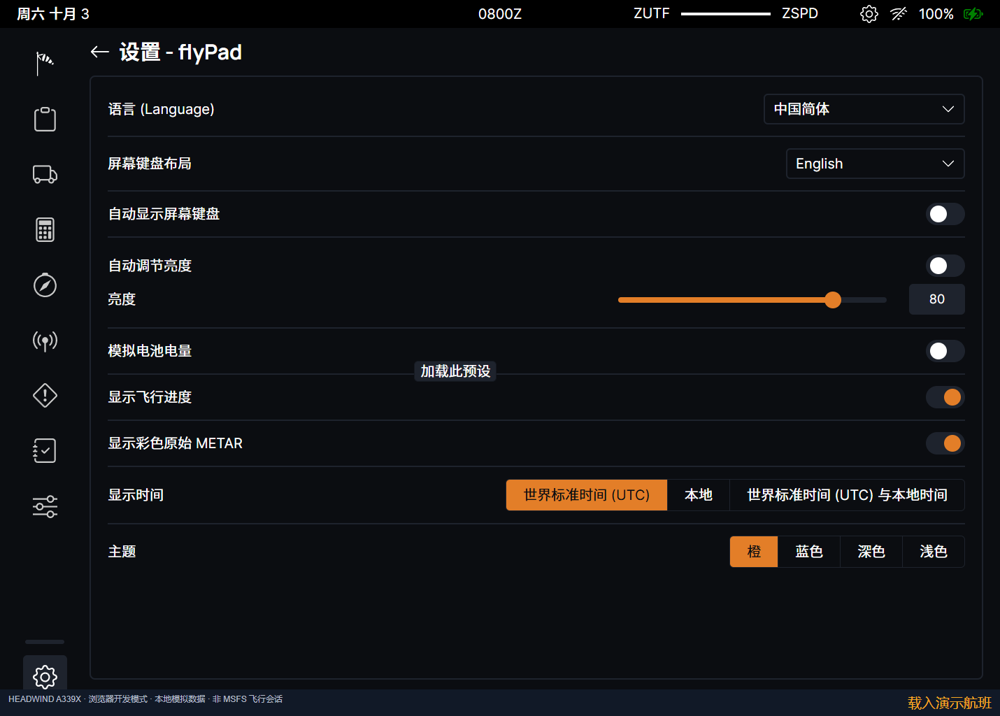 周六 十月 3
0800Z
ZUTF
ZSPD
100%
设置 - flyPad
语言 (Language)
中国简体
屏幕键盘布局
English
自动显示屏幕键盘
自动调节亮度
亮度
80
模拟电池电量
加载此预设
显示飞行进度
显示彩色原始 METAR
显示时间
世界标准时间 (UTC)
本地
世界标准时间 (UTC) 与本地时间
主题
橙
蓝色
深色
浅色
HEADWIND A339X · 浏览器开发模式 · 本地模拟数据 · 非 MSFS 飞行会话
载入演示航班